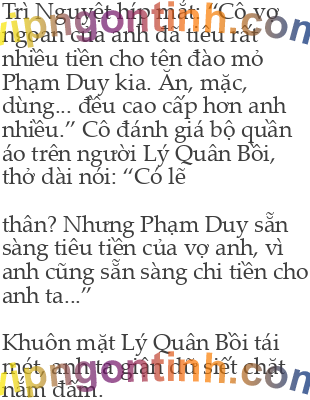 Trì Nguyệt híp mắt, “Cô vợ
ngoan của anh đã tiêu rất
nhiều tiền cho tên đào mỏ
Phạm Duy kia. Ăn, mặc,
dùng... đều cao cấp hơn anh
nhiều.” Cô đánh giá bộ quần
áo trên người Lý Quân Bồi,
thở dài nói: “Có lẽ
thân? Nhưng Phạm Duy sẵn
sàng tiêu tiền của vợ anh, vì
anh cũng sẵn sàng chi tiền cho
anh ta...”
Khuôn mặt Lý Quân Bồi tái
mét, anh ta giận dữ siết chặt
nắm đấm.
vipngontinh.com
vipngontinh.com